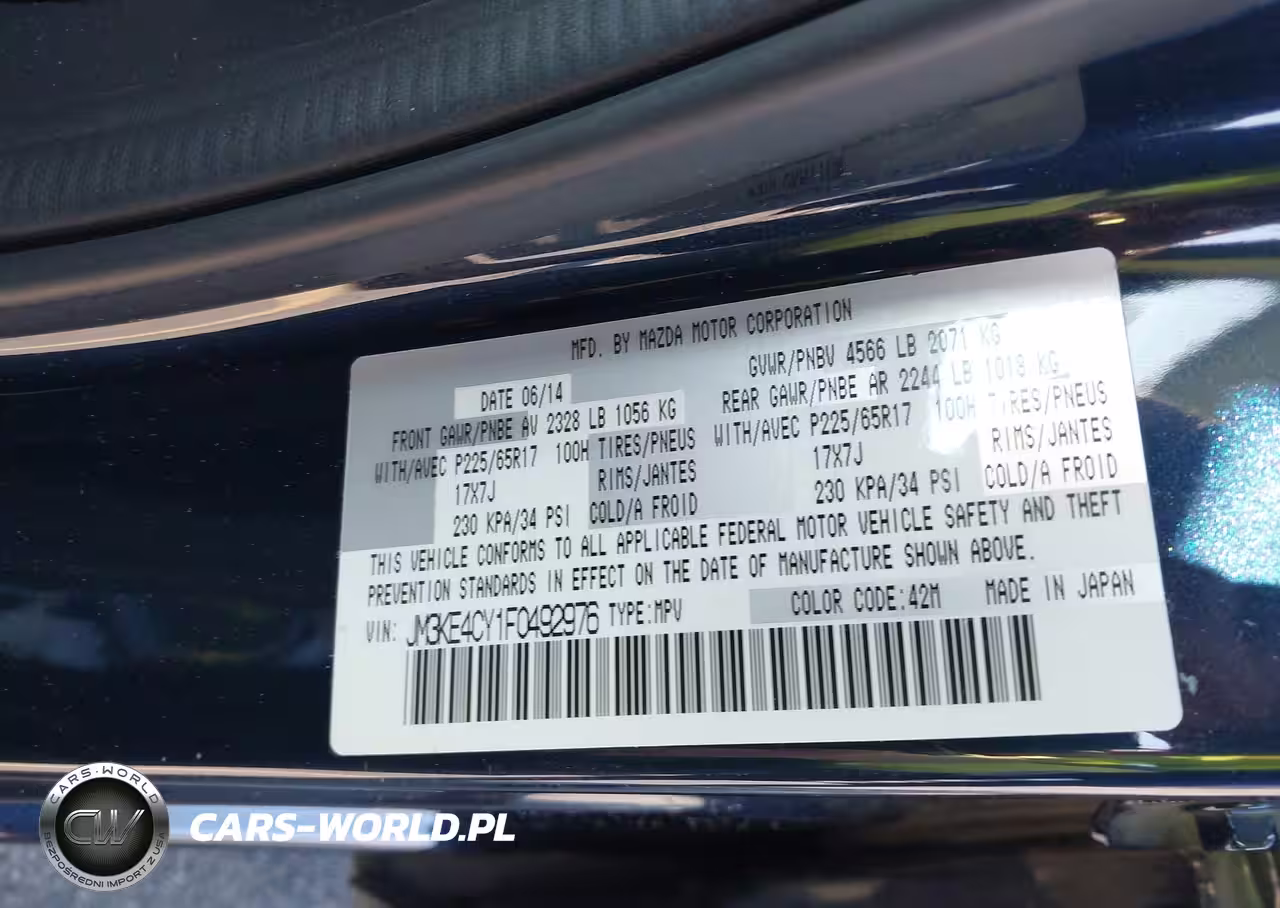 MFD. BY MAZDA MOTOR CORPORATION
DATE 06/14
GVWR/PNBV 4566 LB 2071 KG
FRONT GAWR/PNBE AV 2328 LB 1056 KG
REAR GAWR/PNBE AR 2244 LB 1018 KG
WITH/AVEC P225/65R17 100H TIRES/PNEUS
WITH/AVEC P225/65R17 100H TIRES/PNEUS
17X7J RIMS/JANTES
17X7J RIMS/JANTES
230 KPA/34 PSI COLD/A FROID
230 KPA/34 PSI COLD/A FROID
THIS VEHICLE CONFORMS TO ALL APPLICABLE FEDERAL MOTOR VEHICLE SAFETY AND THEFT
PREVENTION STANDARDS IN EFFECT ON THE DATE OF MANUFACTURE SHOWN ABOVE.
VIN: JM3KE4CY1F0492976 TYPE:MPV COLOR CODE:42M MADE IN JAPAN
CARS-WORLD
CW
BEZPOŚREDNI IMPORT Z USA
CARS-WORLD.PL